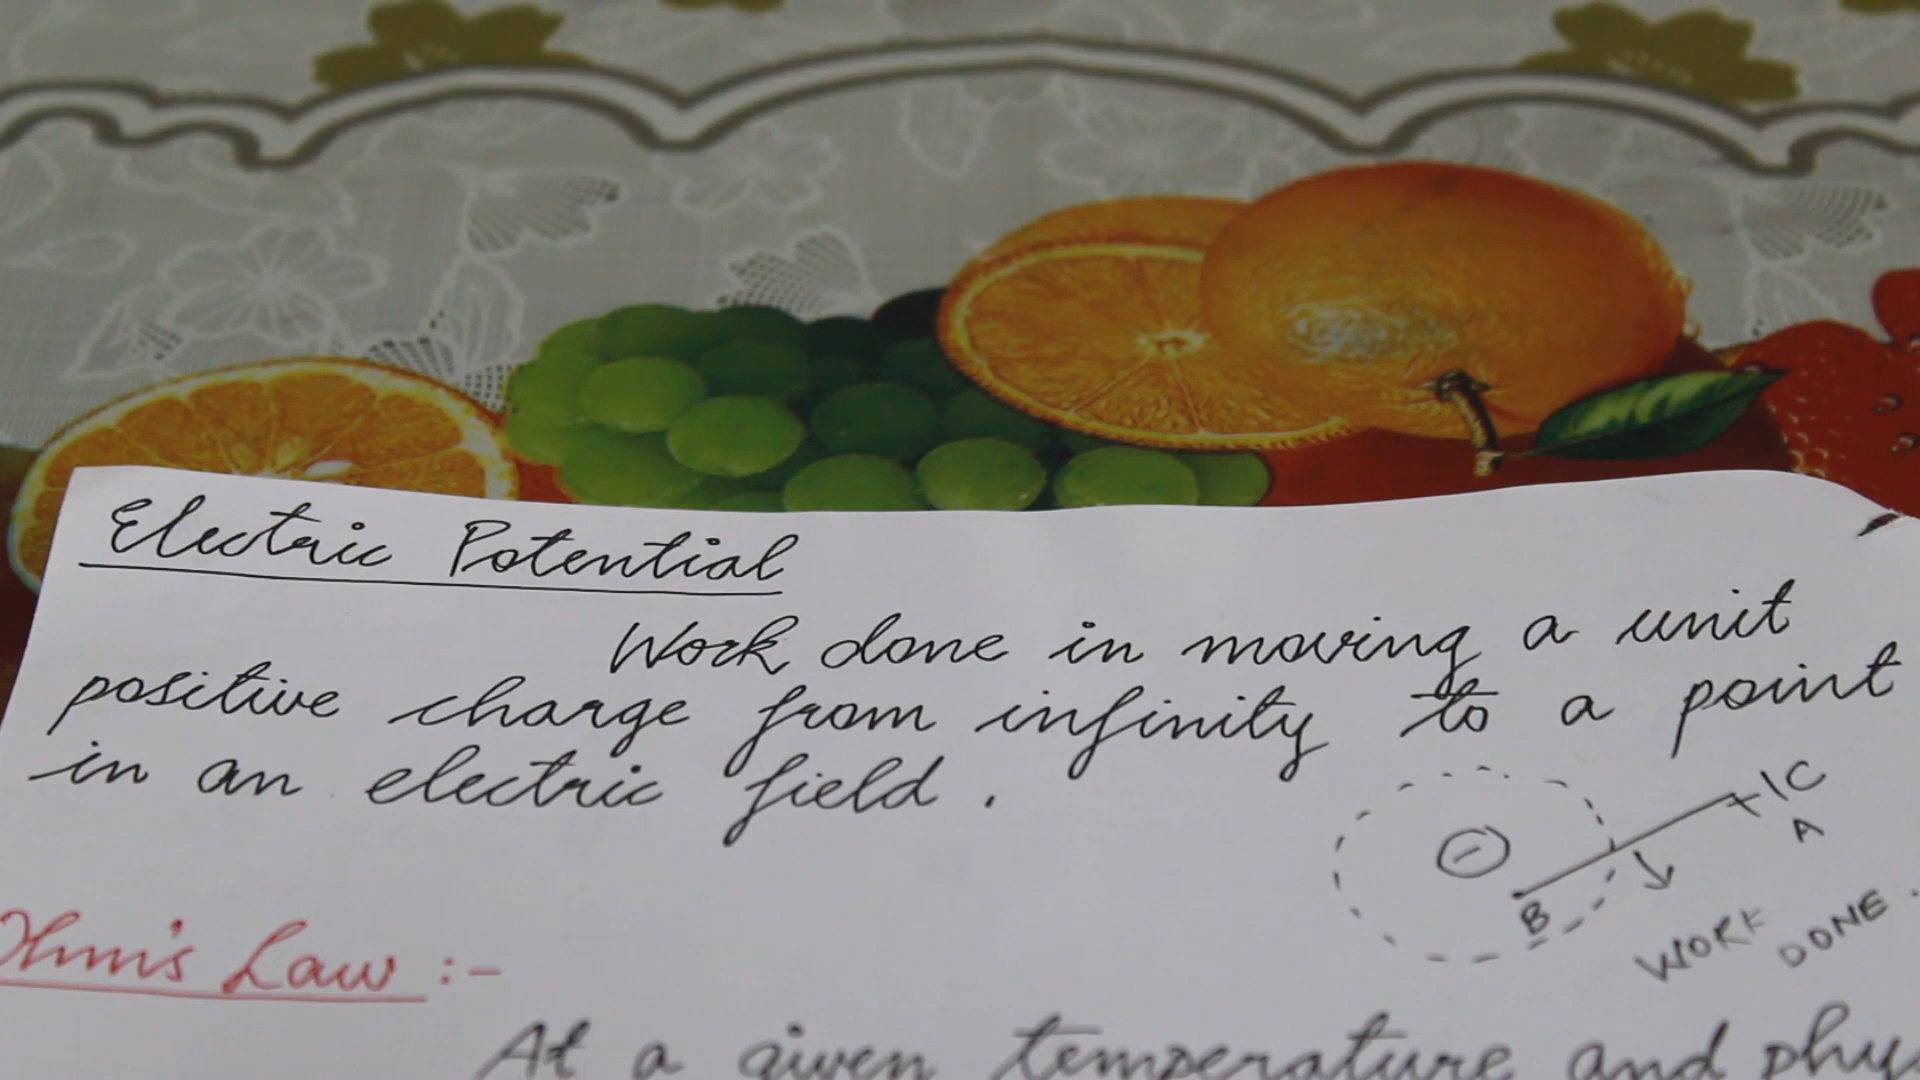 Electric Potential
Work done in moving a unit
positive charge from infinity to a point
in an electric field .
1C
A
B
WORK DONE .
Ohm's Law :-
At a given temperature and